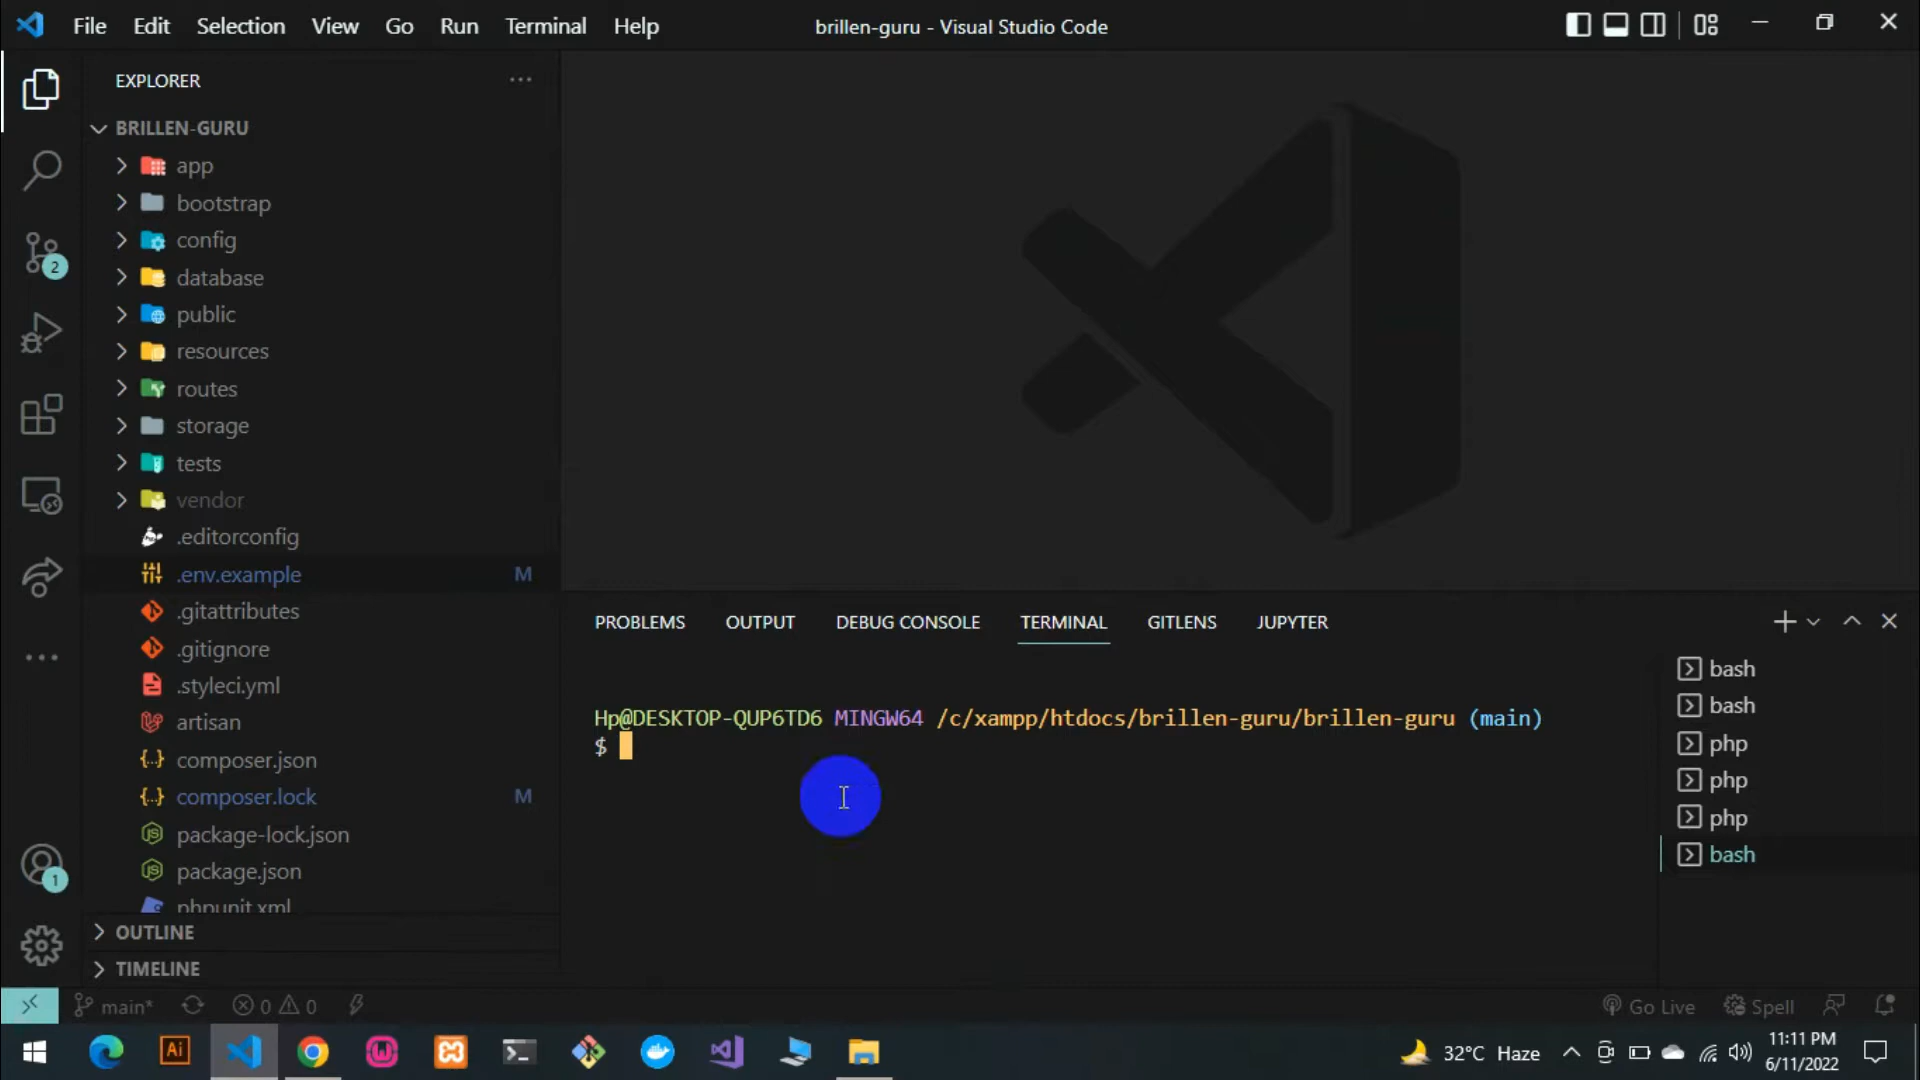 File Edit Selection View Go Run Terminal Help
brillen-guru - Visual Studio Code
EXPLORER
BRILLEN-GURU
app
bootstrap
config
database
public
resources
routes
storage
tests
vendor
.editorconfig
.env.example M
.gitattributes
.gitignore
.styleci.yml
artisan
composer.json
composer.lock M
package-lock.json
package.json
phpunit.xml
OUTLINE
TIMELINE
2
1
PROBLEMS OUTPUT DEBUG CONSOLE TERMINAL GITLENS JUPYTER
Hp@DESKTOP-QUP6TD6 MINGW64 /c/xampp/htdocs/brillen-guru/brillen-guru (main)
$
bash
bash
php
php
php
bash
main* 0 0
Go Live Spell
Ai
32°C Haze
11:11 PM
6/11/2022